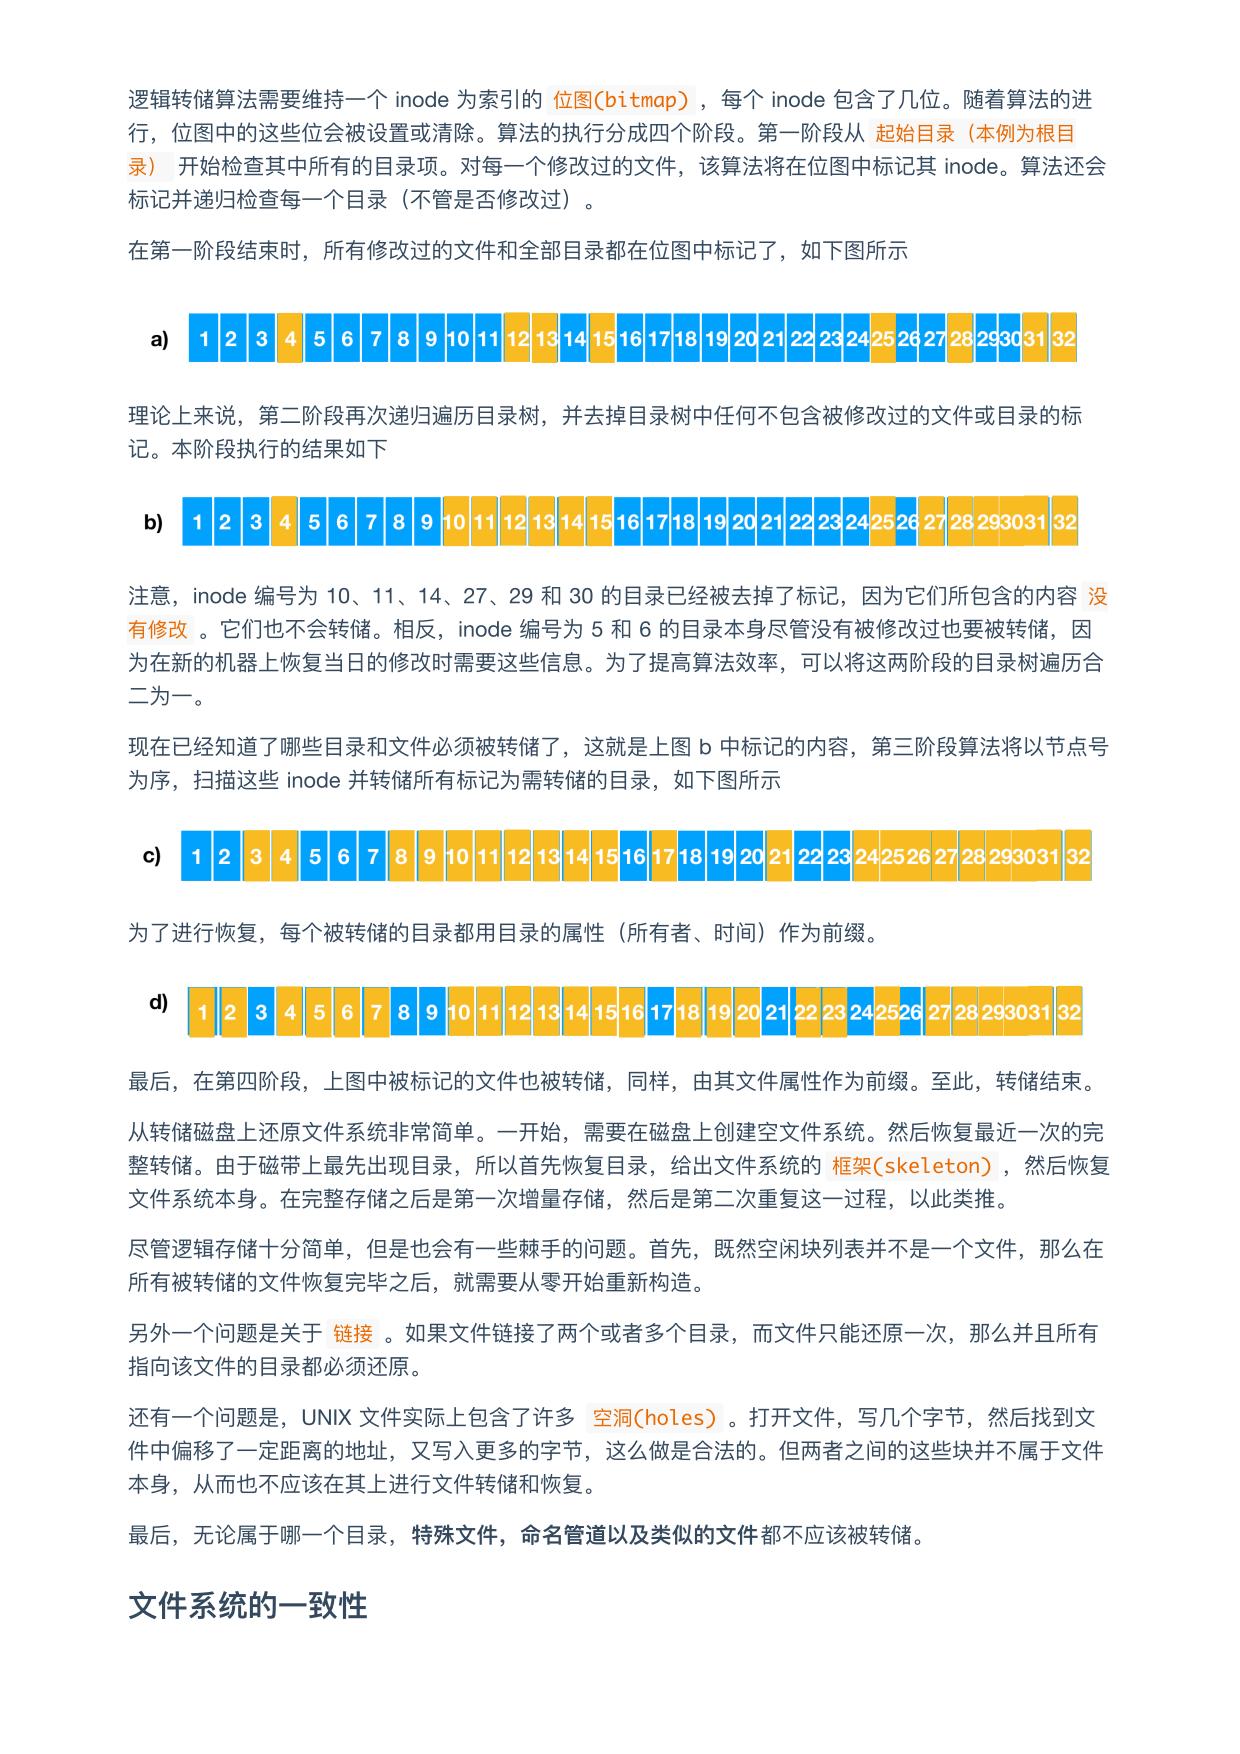 逻辑转储算法需要维持一个 inode 为索引的 位图(bitmap) ，每个 inode 包含了几位。随着算法的进
行，位图中的这些位会被设置或清除。算法的执行分成四个阶段。第一阶段从 起始目录（本例为根目
录） 开始检查其中所有的目录项。对每一个修改过的文件，该算法将在位图中标记其 inode。算法还会
标记并递归检查每一个目录（不管是否修改过）。
在第一阶段结束时，所有修改过的文件和全部目录都在位图中标记了，如下图所示
a) 1 2 3 4 5 6 7 8 9 10 11 12 13 14 15 16 17 18 19 20 21 22 23 24 25 26 27 28 29 30 31 32
理论上来说，第二阶段再次递归遍历目录树，并去掉目录树中任何不包含被修改过的文件或目录的标
记。本阶段执行的结果如下
b) 1 2 3 4 5 6 7 8 9 10 11 12 13 14 15 16 17 18 19 20 21 22 23 24 25 26 27 28 29 30 31 32
注意，inode 编号为 10、11、14、27、29 和 30 的目录已经被去掉了标记，因为它们所包含的内容 没
有修改 。它们也不会转储。相反，inode 编号为 5 和 6 的目录本身尽管没有被修改过也要被转储，因
为在新的机器上恢复当日的修改时需要这些信息。为了提高算法效率，可以将这两阶段的目录树遍历合
二为一。
现在已经知道了哪些目录和文件必须被转储了，这就是上图 b 中标记的内容，第三阶段算法将以节点号
为序，扫描这些 inode 并转储所有标记为需转储的目录，如下图所示
c) 1 2 3 4 5 6 7 8 9 10 11 12 13 14 15 16 17 18 19 20 21 22 23 24 25 26 27 28 29 30 31 32
为了进行恢复，每个被转储的目录都用目录的属性（所有者、时间）作为前缀。
d) 1 2 3 4 5 6 7 8 9 10 11 12 13 14 15 16 17 18 19 20 21 22 23 24 25 26 27 28 29 30 31 32
最后，在第四阶段，上图中被标记的文件也被转储，同样，由其文件属性作为前缀。至此，转储结束。
从转储磁盘上还原文件系统非常简单。一开始，需要在磁盘上创建空文件系统。然后恢复最近一次的完
整转储。由于磁带上最先出现目录，所以首先恢复目录，给出文件系统的 框架(skeleton) ，然后恢复
文件系统本身。在完整存储之后是第一次增量存储，然后是第二次重复这一过程，以此类推。
尽管逻辑存储十分简单，但是也会有一些棘手的问题。首先，既然空闲块列表并不是一个文件，那么在
所有被转储的文件恢复完毕之后，就需要从零开始重新构造。
另外一个问题是关于 链接 。如果文件链接了两个或者多个目录，而文件只能还原一次，那么并且所有
指向该文件的目录都必须还原。
还有一个问题是，UNIX 文件实际上包含了许多 空洞(holes) 。打开文件，写几个字节，然后找到文
件中偏移了一定距离的地址，又写入更多的字节，这么做是合法的。但两者之间的这些块并不属于文件
本身，从而也不应该在其上进行文件转储和恢复。
最后，无论属于哪一个目录，特殊文件，命名管道以及类似的文件都不应该被转储。
文件系统的一致性